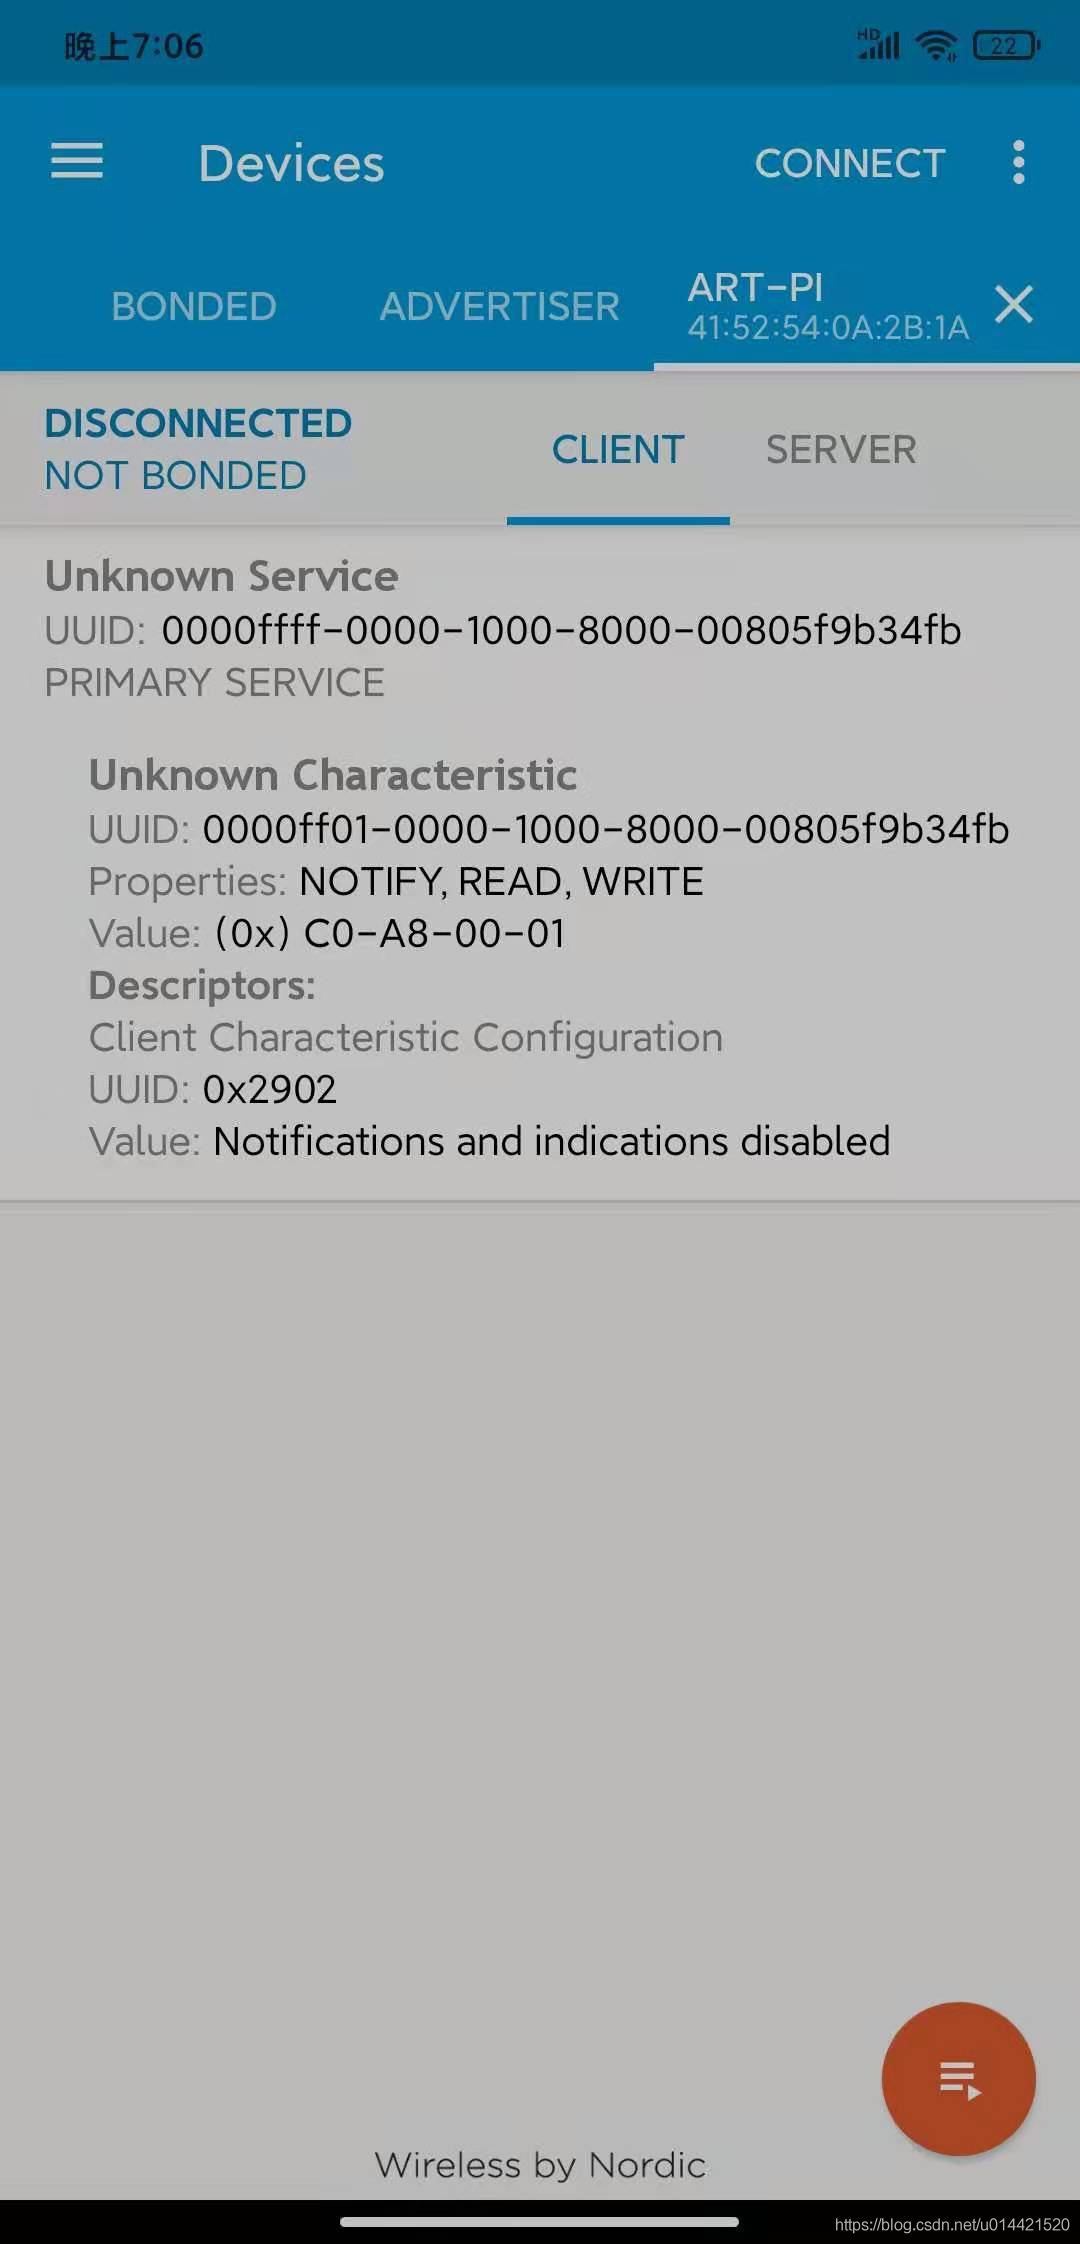 晚上7:06
HD
22
Devices
CONNECT
BONDED
ADVERTISER
ART-PI
41:52:54:0A:2B:1A
DISCONNECTED
NOT BONDED
CLIENT
SERVER
Unknown Service
UUID: 0000ffff-0000-1000-8000-00805f9b34fb
PRIMARY SERVICE
Unknown Characteristic
UUID: 0000ff01-0000-1000-8000-00805f9b34fb
Properties: NOTIFY, READ, WRITE
Value: (0x) C0-A8-00-01
Descriptors:
Client Characteristic Configuration
UUID: 0x2902
Value: Notifications and indications disabled
Wireless by Nordic
https://blog.csdn.net/u014421520